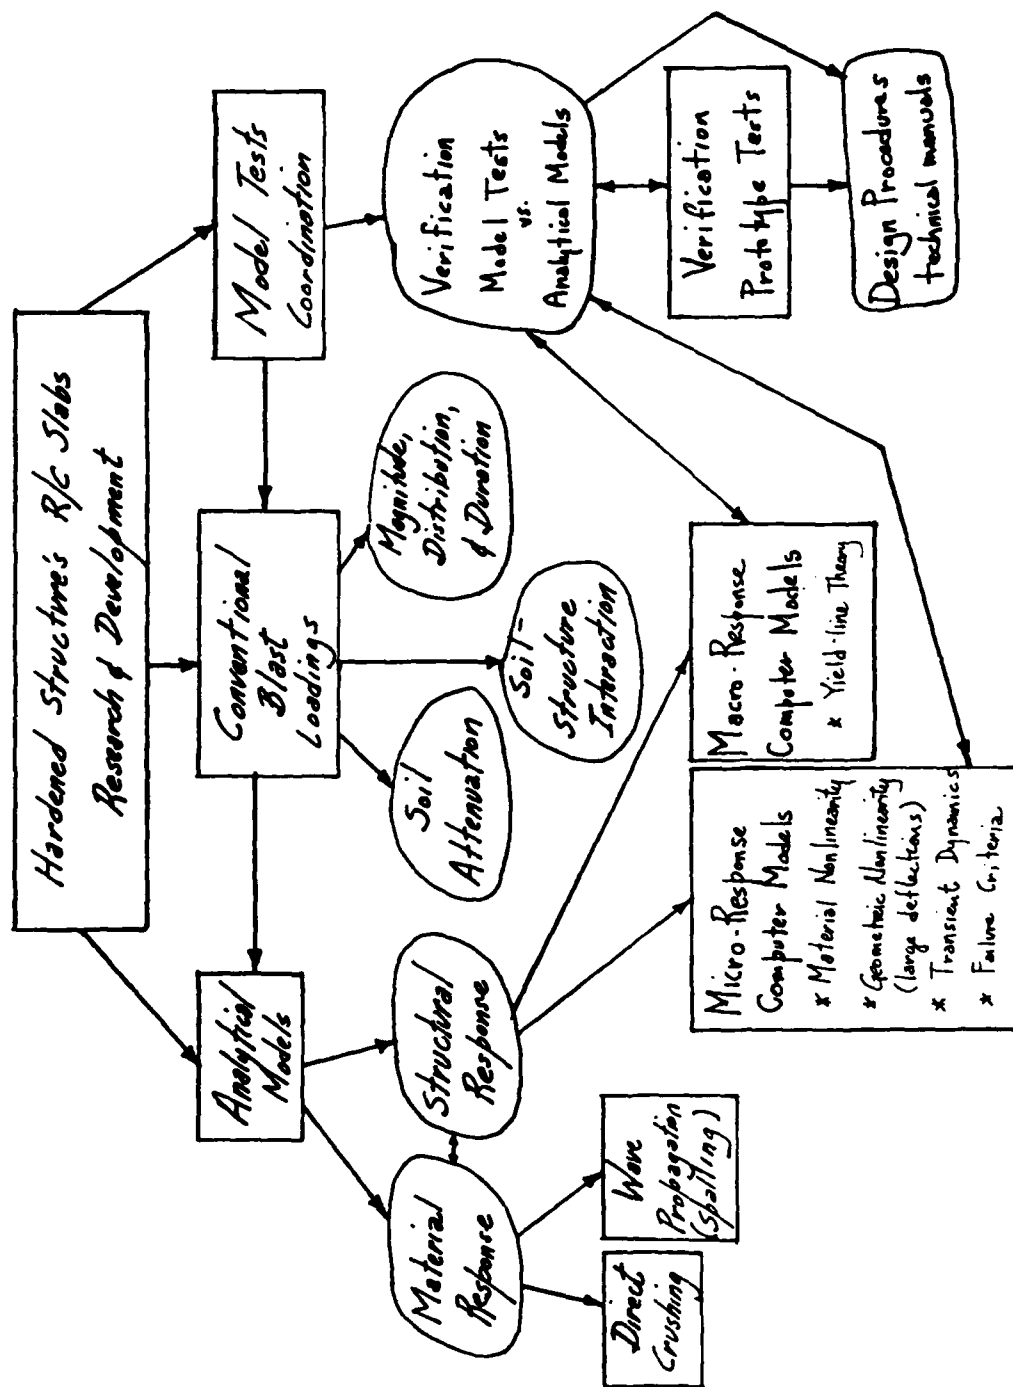 Hardened Structure's R/C Slabs
Research & Development
Analytical
Models
Conventional
Blast
Loadings
Model Tests
Coordination
Material
Response
Structural
Response
Soil
Attenuation
Soil-
Structure
Interaction
Magnitude,
Distribution,
& Duration
Verification
Model Tests
vs.
Analytical Models
Direct
Crushing
Wave
Propagation
(Spalling)
Micro-Response
Computer Models
* Material Nonlinearity
* Geometric Nonlinearity
(large deflections)
* Transient Dynamics
* Failure Criteria
Macro-Response
Computer Models
* Yield-line Theory
Verification
Prototype Tests
Design Procedures
technical manuals